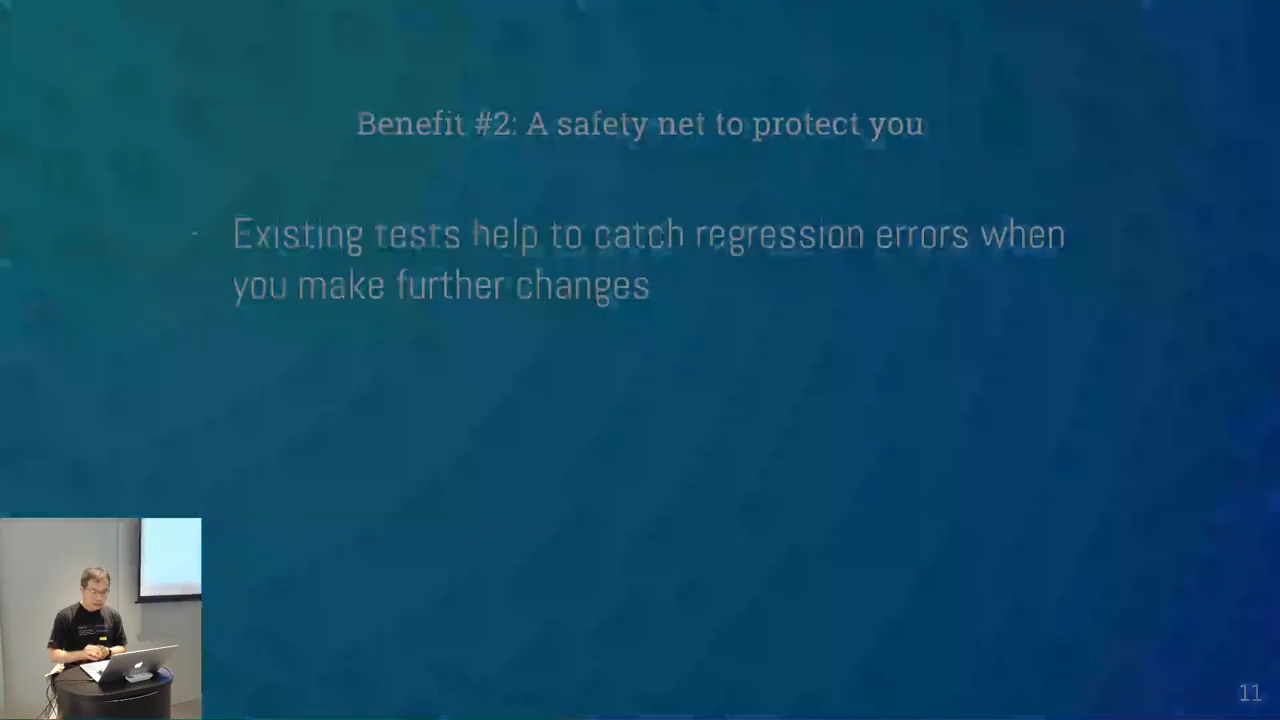 Benefit #2: A safety net to protect you
- Existing tests help to catch regression errors when
you make further changes
11